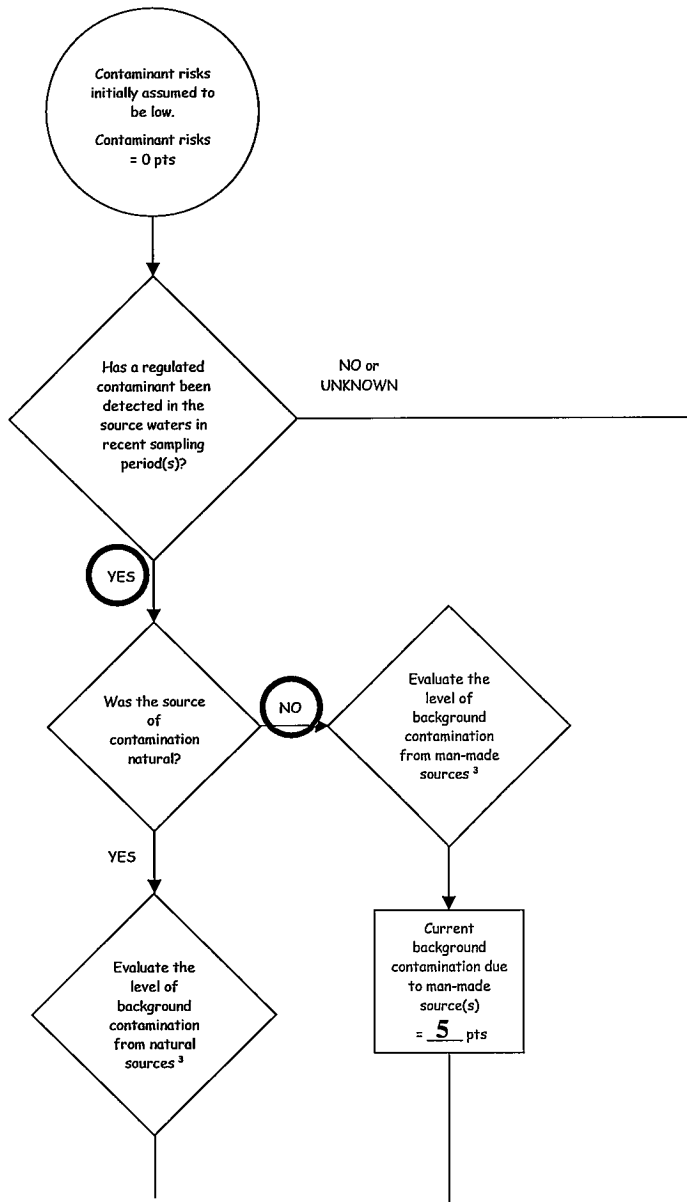 Contaminant risks
initially assumed to
be low.
Contaminant risks
= 0 pts
Has a regulated
contaminant been
detected in the
source waters in
recent sampling
period(s)?
NO or
UNKNOWN
YES
Was the source
of
contamination
natural?
NO
Evaluate the
level of
background
contamination
from man-made
sources ³
YES
Evaluate the
level of
background
contamination
from natural
sources ³
Current
background
contamination due
to man-made
source(s)
= 5 pts